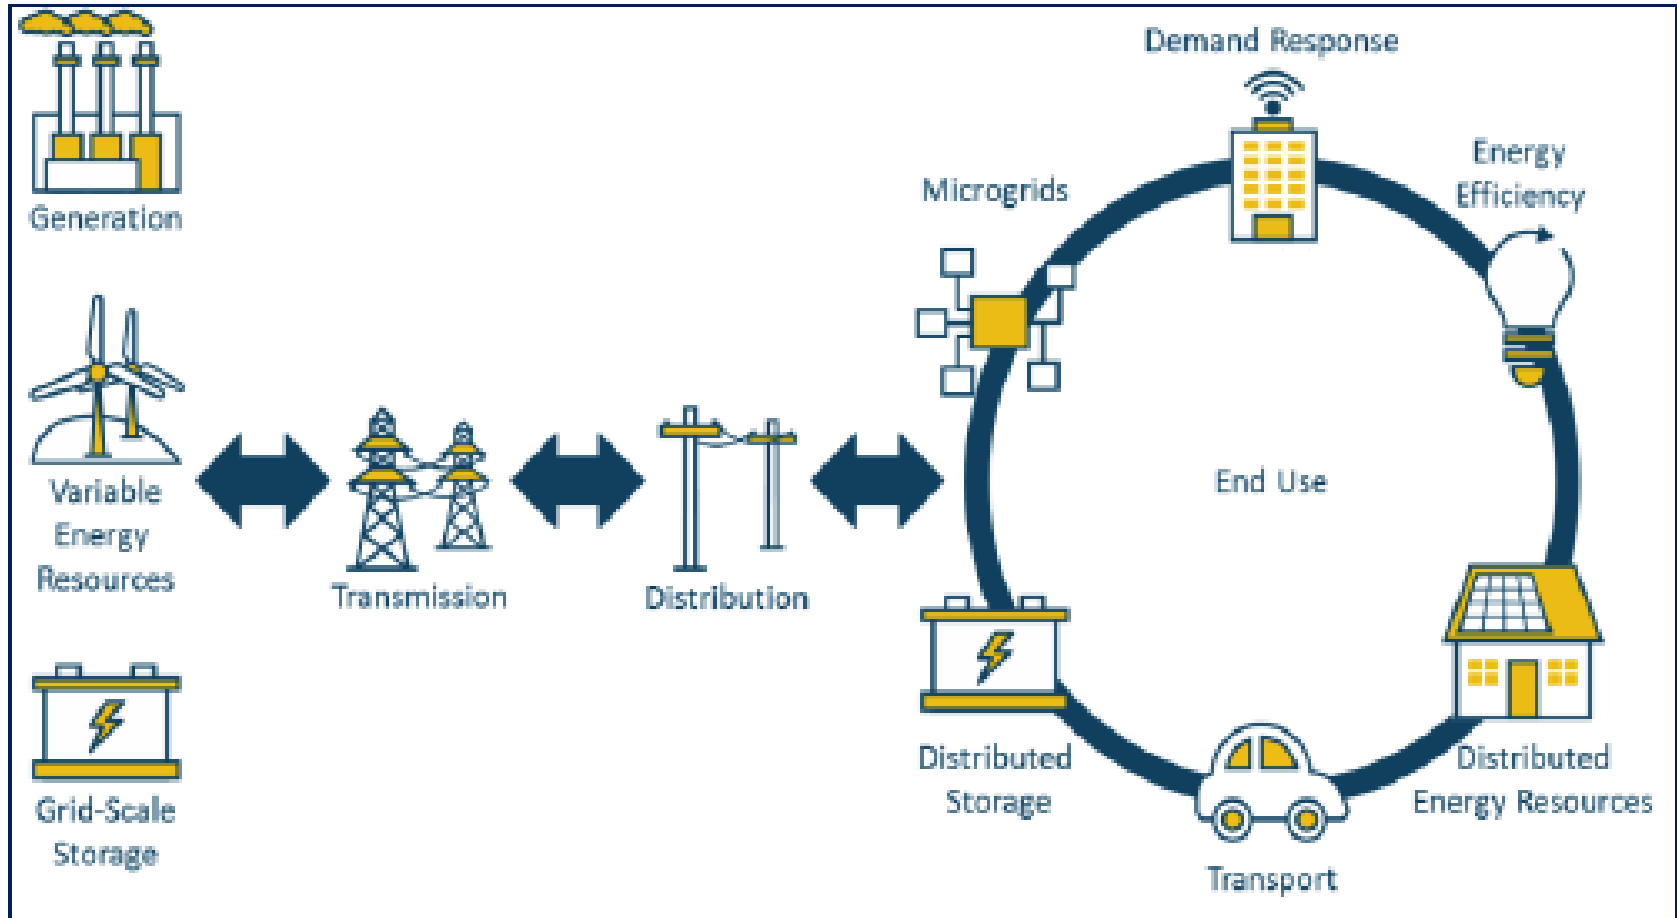 Generation
Variable
Energy
Resources
Grid-Scale
Storage
Transmission
Distribution
Demand Response
Microgrids
Energy
Efficiency
End Use
Distributed
Storage
Transport
Distributed
Energy Resources